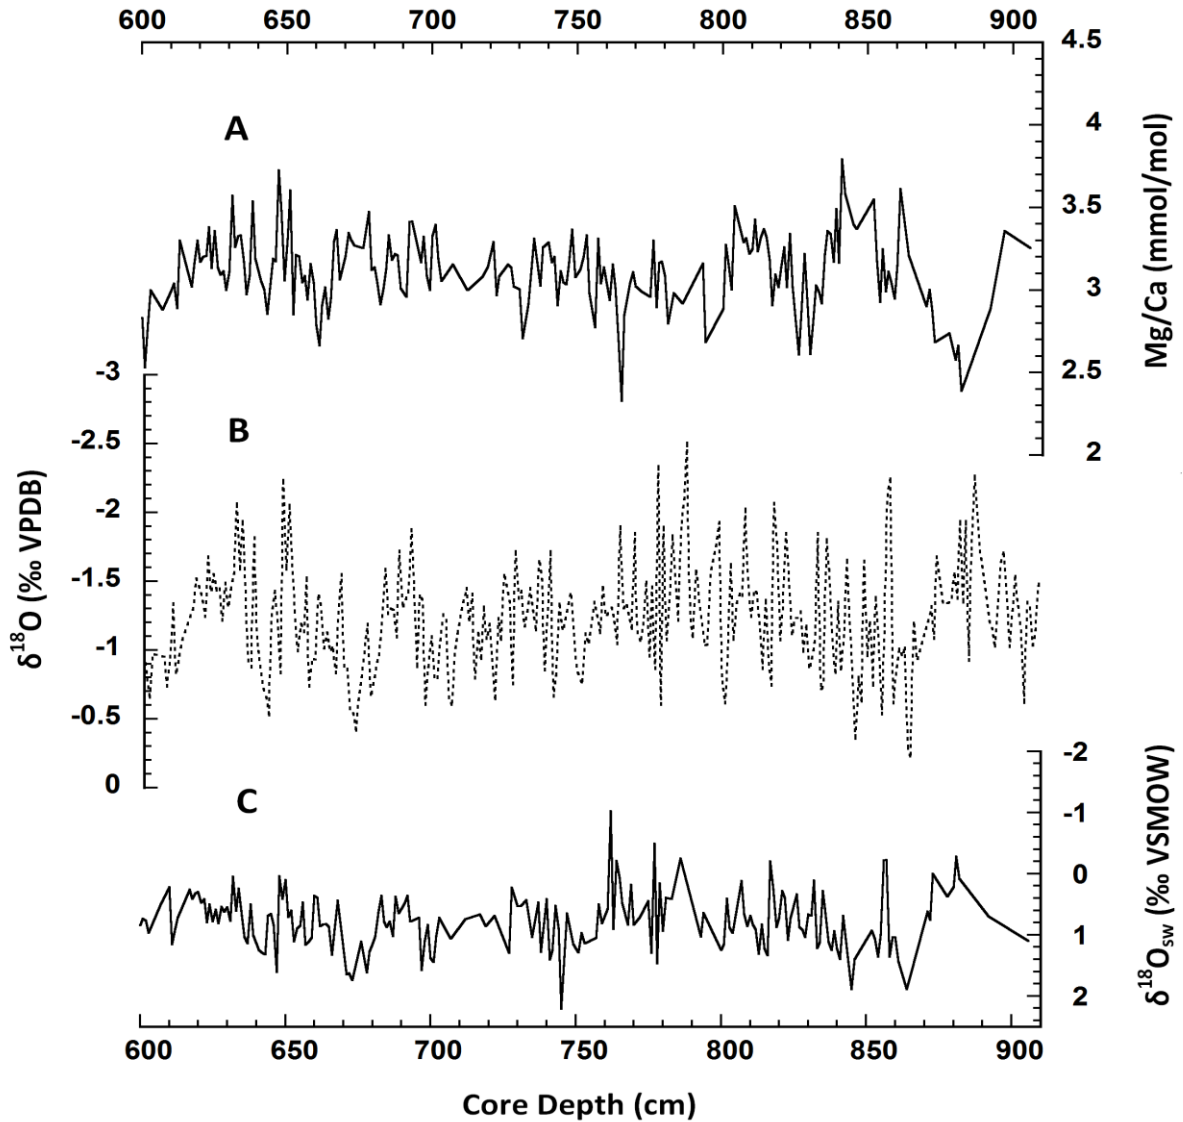 600 650 700 750 800 850 900
4.5
4
3.5
3
2.5
2
Mg/Ca (mmol/mol)
A
-3
-2.5
-2
-1.5
-1
-0.5
0
δ¹⁸O (‰ VPDB)
B
-2
-1
0
1
2
δ¹⁸Osw (‰ VSMOW)
C
600 650 700 750 800 850 900
Core Depth (cm)